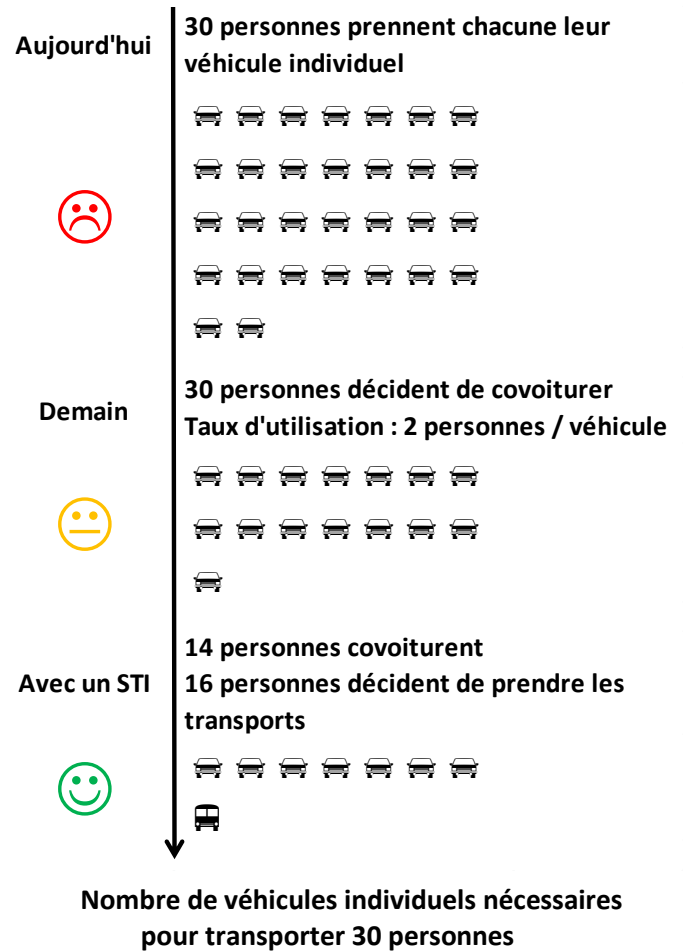 Aujourd'hui
30 personnes prennent chacune leur
véhicule individuel
Demain
30 personnes décident de covoiturer
Taux d'utilisation : 2 personnes / véhicule
Avec un STI
14 personnes covoiturent
16 personnes décident de prendre les
transports
Nombre de véhicules individuels nécessaires
pour transporter 30 personnes